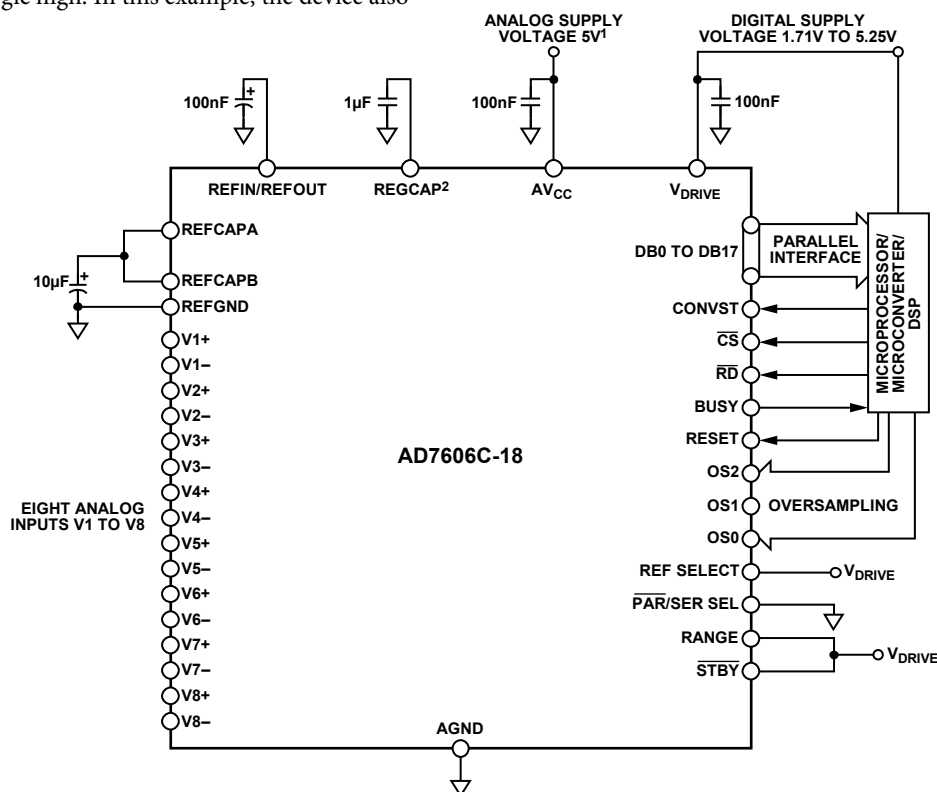 gle high. In this example, the device also
ANALOG SUPPLY
VOLTAGE 5V1
DIGITAL SUPPLY
VOLTAGE 1.71V TO 5.25V
100nF
+
1µF
100nF
100nF
REFIN/REFOUT
REGCAP2
AVCC
VDRIVE
REFCAPA
REFCAPB
REFGND
10µF
+
V1+
V1–
V2+
V2–
V3+
V3–
V4+
V4–
V5+
V5–
V6+
V6–
V7+
V7–
V8+
V8–
EIGHT ANALOG
INPUTS V1 TO V8
AD7606C-18
DB0 TO DB17
PARALLEL
INTERFACE
MICROPROCESSOR/
MICROCONVERTER/
DSP
CONVST
CS
RD
BUSY
RESET
OS2
OS1
OVERSAMPLING
OS0
REF SELECT
VDRIVE
PAR/SER SEL
RANGE
STBY
VDRIVE
AGND